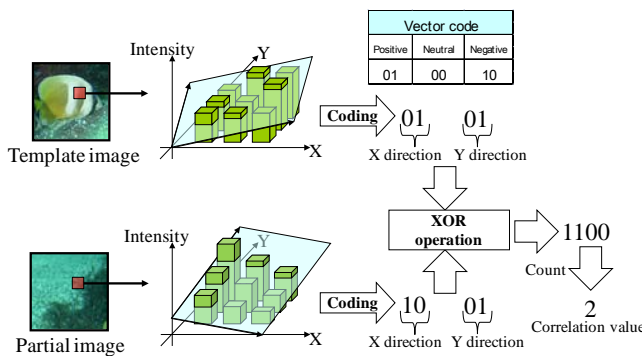 Intensity
Y
X
Template image
Coding
01 01
X direction Y direction
Vector code
Positive Neutral Negative
01 00 10
XOR
operation
1100
Count
2
Correlation value
Intensity
Y
X
Partial image
Coding
10 01
X direction Y direction